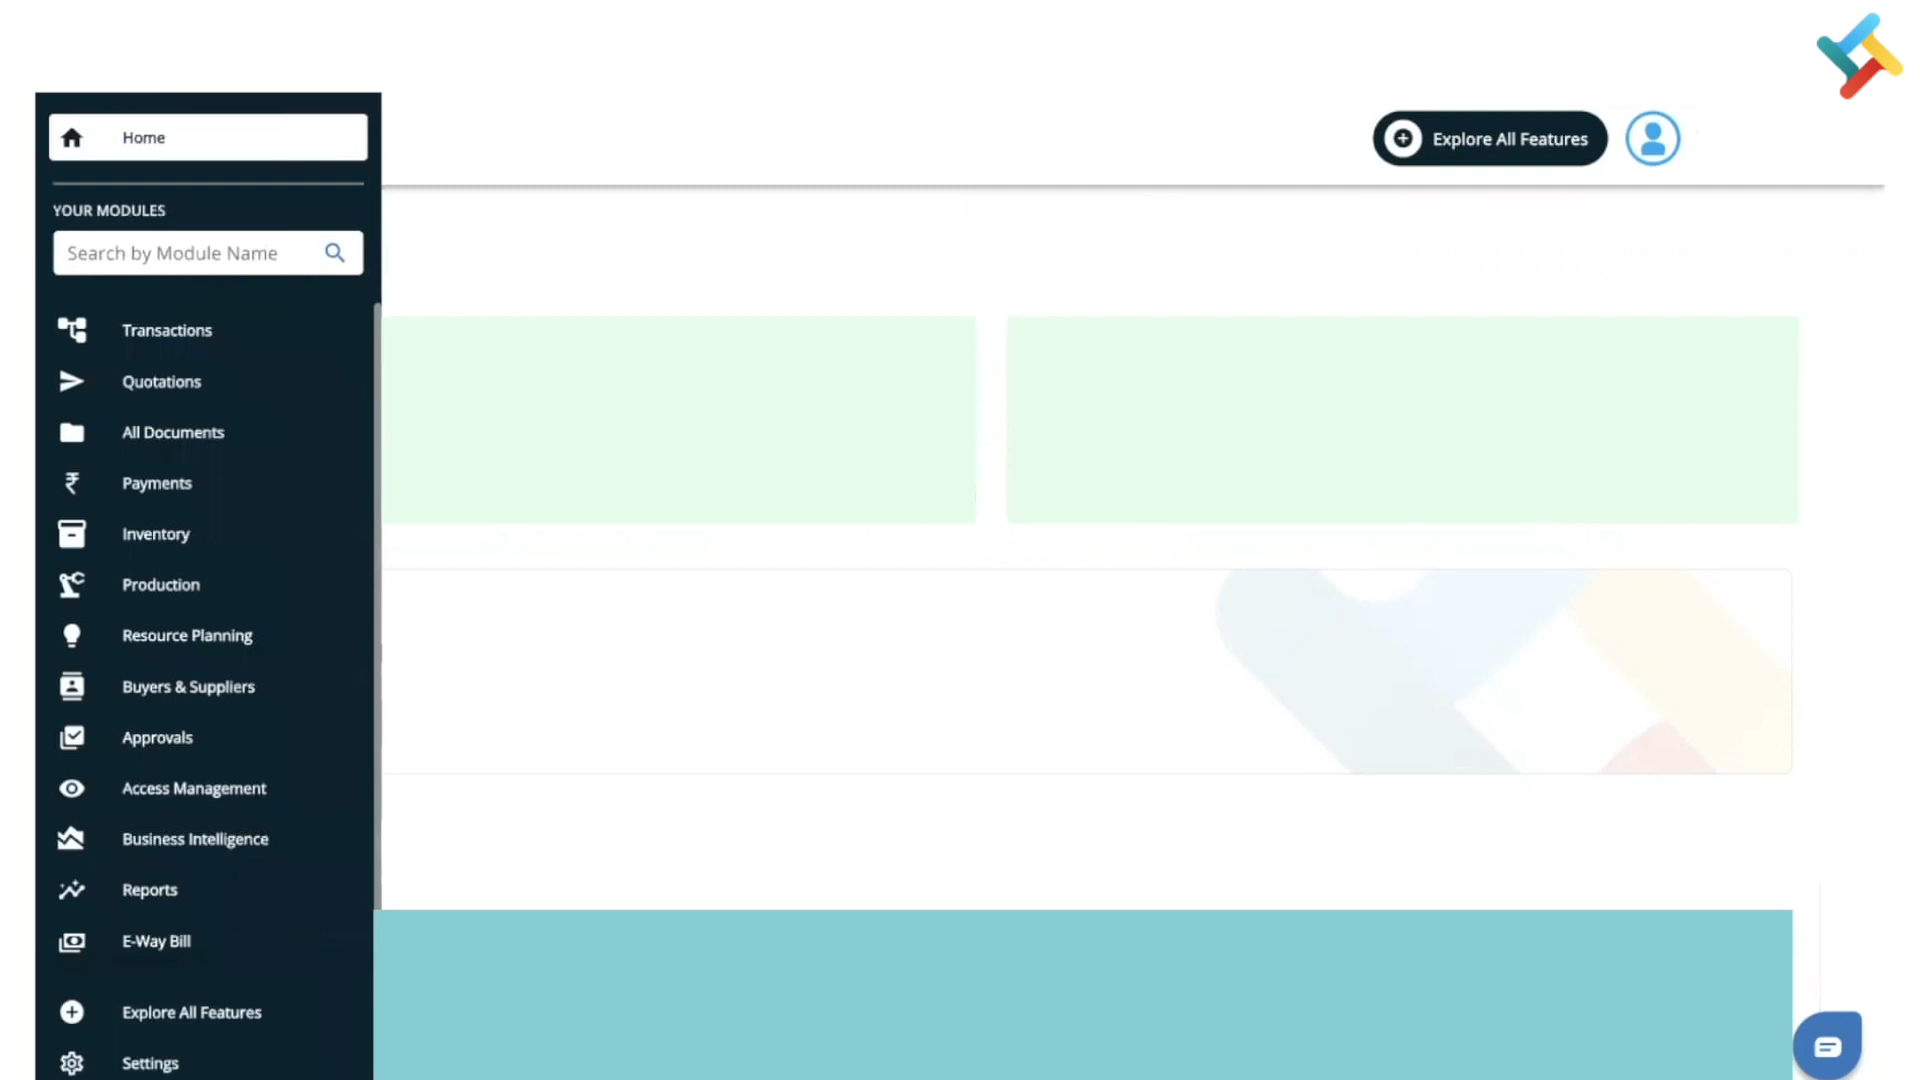 Home
Explore All Features
YOUR MODULES
Search by Module Name
Transactions
Quotations
All Documents
Payments
Inventory
Production
Resource Planning
Buyers & Suppliers
Approvals
Access Management
Business Intelligence
Reports
E-Way Bill
Explore All Features
Settings